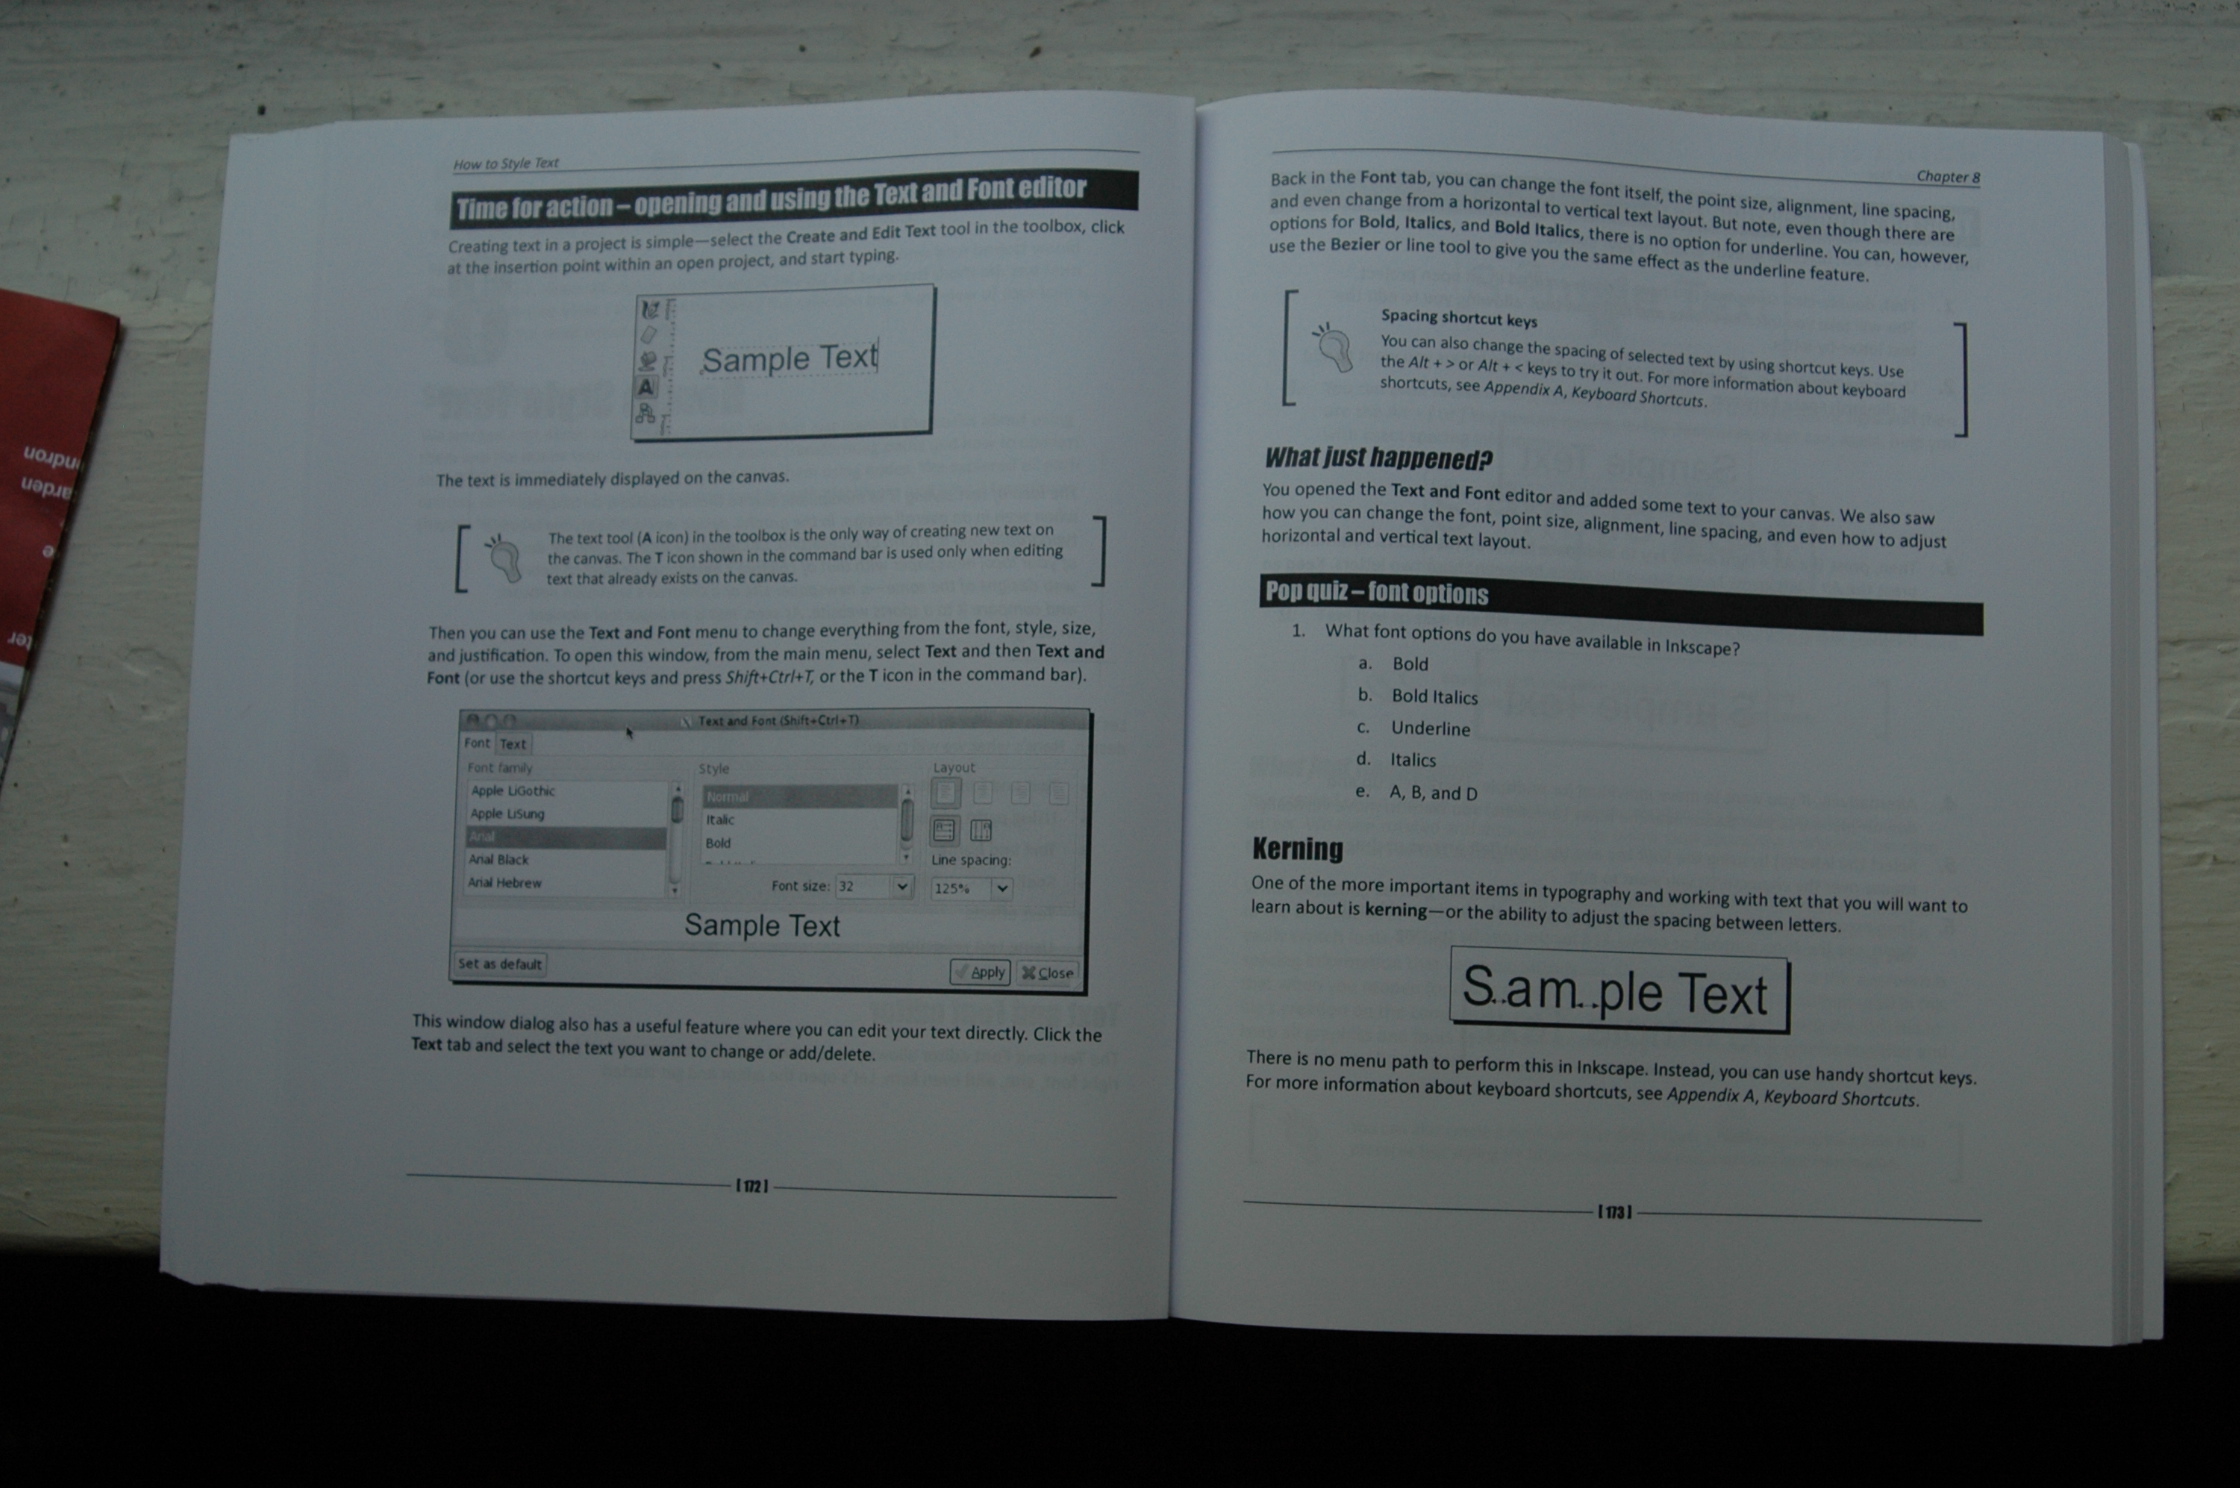 How to Style Text
Time for action – opening and using the Text and Font editor
Creating text in a project is simple—select the Create and Edit Text tool in the toolbox, click
at the insertion point within an open project, and start typing.
Sample Text
A
The text is immediately displayed on the canvas.
The text tool (A icon) in the toolbox is the only way of creating new text on
the canvas. The T icon shown in the command bar is used only when editing
text that already exists on the canvas.
Then you can use the Text and Font menu to change everything from the font, style, size,
and justification. To open this window, from the main menu, select Text and then Text and
Font (or use the shortcut keys and press Shift+Ctrl+T, or the T icon in the command bar).
Text and Font (Shift+Ctrl+T)
Font Text
Font family Style Layout
Apple LiGothic Normal
Apple LiSung Italic
Arial Bold
Arial Black Line spacing:
Arial Hebrew Font size: 32 125%
Sample Text
Set as default Apply Close
This window dialog also has a useful feature where you can edit your text directly. Click the
Text tab and select the text you want to change or add/delete.
[ 172 ]
Chapter 8
Back in the Font tab, you can change the font itself, the point size, alignment, line spacing,
and even change from a horizontal to vertical text layout. But note, even though there are
options for Bold, Italics, and Bold Italics, there is no option for underline. You can, however,
use the Bezier or line tool to give you the same effect as the underline feature.
Spacing shortcut keys
You can also change the spacing of selected text by using shortcut keys. Use
the Alt + > or Alt + < keys to try it out. For more information about keyboard
shortcuts, see Appendix A, Keyboard Shortcuts.
What just happened?
You opened the Text and Font editor and added some text to your canvas. We also saw
how you can change the font, point size, alignment, line spacing, and even how to adjust
horizontal and vertical text layout.
Pop quiz – font options
1. What font options do you have available in Inkscape?
a. Bold
b. Bold Italics
c. Underline
d. Italics
e. A, B, and D
Kerning
One of the more important items in typography and working with text that you will want to
learn about is kerning—or the ability to adjust the spacing between letters.
S..am..ple Text
There is no menu path to perform this in Inkscape. Instead, you can use handy shortcut keys.
For more information about keyboard shortcuts, see Appendix A, Keyboard Shortcuts.
[ 173 ]
ndron
arden
e
ter